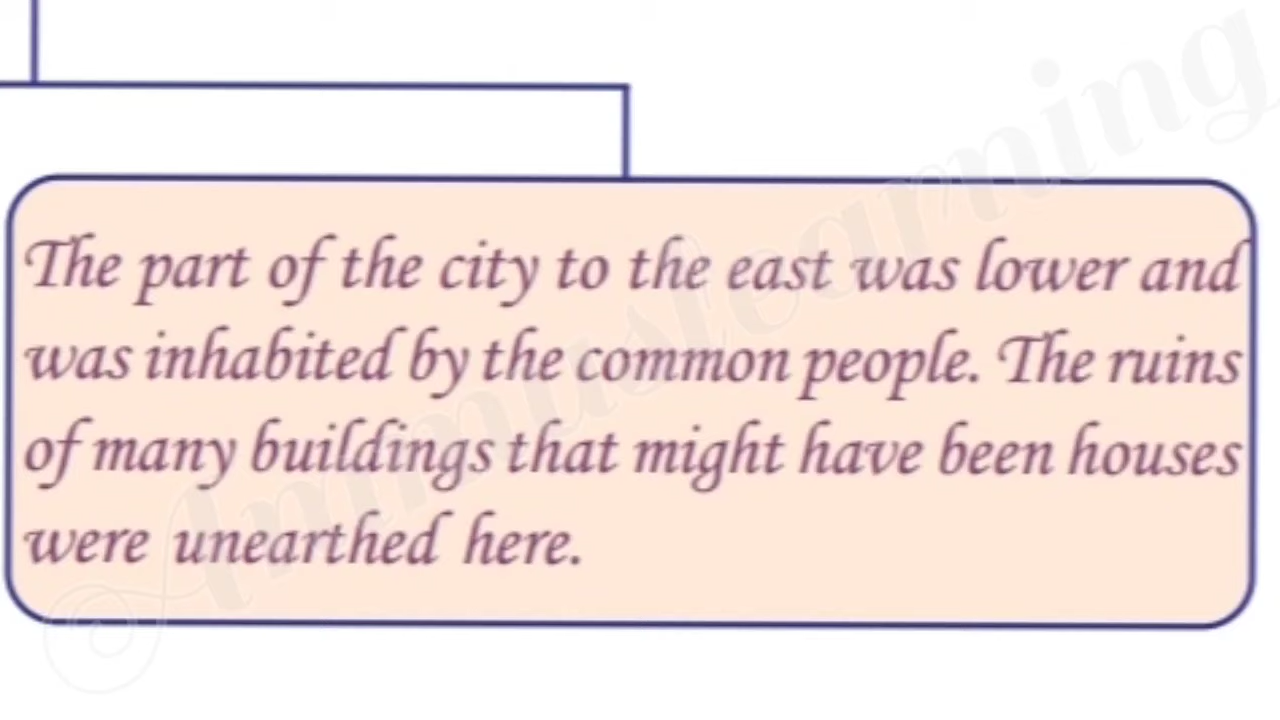 The part of the city to the east was lower and
was inhabited by the common people. The ruins
of many buildings that might have been houses
were unearthed here.
Ammuslearning